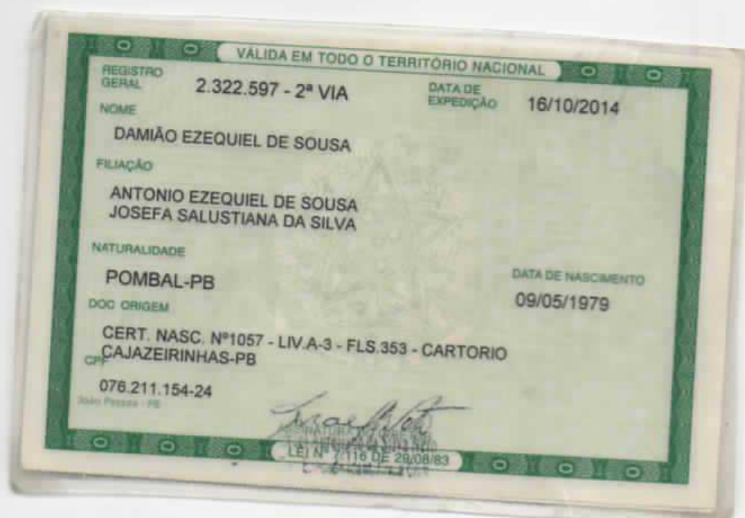 VÁLIDA EM TODO O TERRITÓRIO NACIONAL
REGISTRO GERAL 2.322.597 - 2ª VIA DATA DE EXPEDIÇÃO 16/10/2014
NOME
DAMIÃO EZEQUIEL DE SOUSA
FILIAÇÃO
ANTONIO EZEQUIEL DE SOUSA
JOSEFA SALUSTIANA DA SILVA
NATURALIDADE DATA DE NASCIMENTO
POMBAL-PB 09/05/1979
DOC ORIGEM
CERT. NASC. Nº1057 - LIV.A-3 - FLS.353 - CARTORIO
CAJAZEIRINHAS-PB
CPF
076.211.154-24
João Pessoa - PB
LEI Nº 7.116 DE 29/08/83